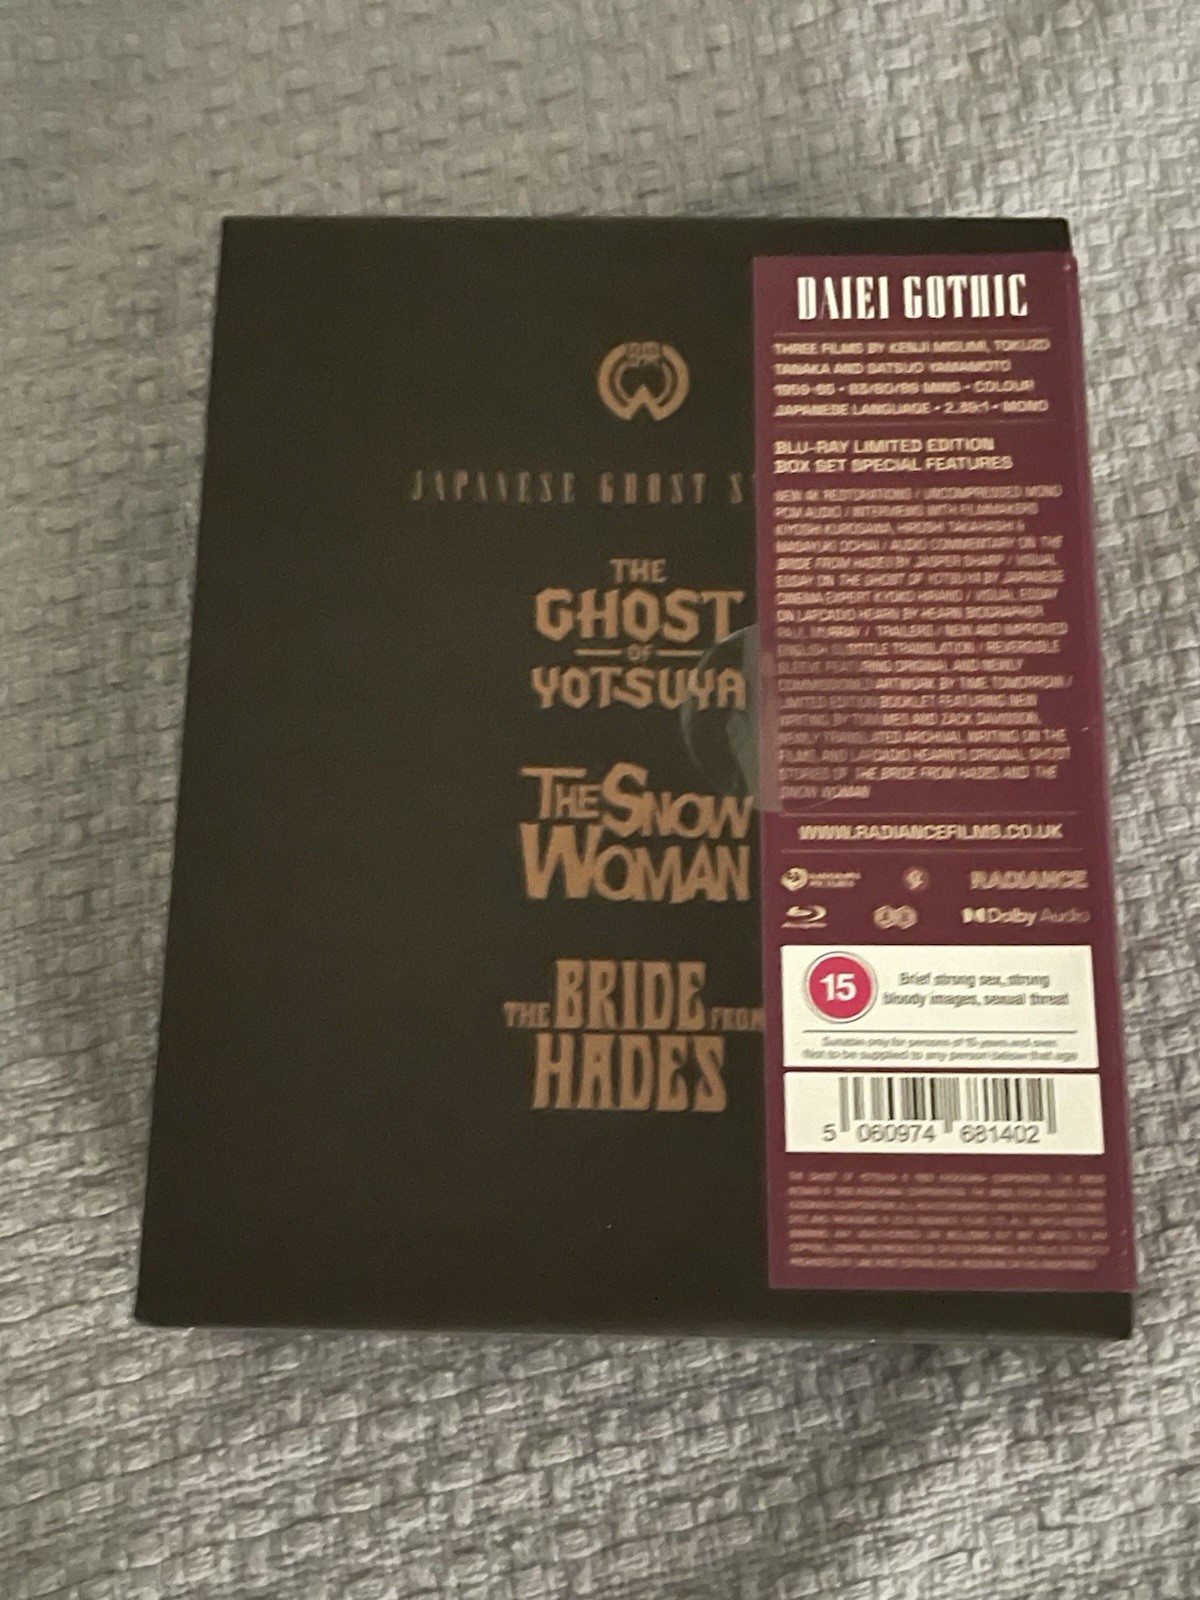 JAPANESE GHOST S
THE
GHOST
OF
YOTSUYA
THE SNOW
WOMAN
THE BRIDE FROM
HADES
DAIEI GOTHIC
THREE FILMS BY KENJI MISUMI, TOKUZO
TANAKA AND SATSUO YAMAMOTO
JAPANESE LANGUAGE • 2.39:1 • MONO
BLU-RAY LIMITED EDITION
BOX SET SPECIAL FEATURES
NEW 4K RESTORATIONS / UNCOMPRESSED MONO
PCM AUDIO / INTERVIEWS WITH FILMMAKERS
KIYOSHI KUROSAWA, HIROSHI TAKAHASHI &
MASAYUKI OCHIAI / AUDIO COMMENTARY ON THE
BRIDE FROM HADES BY JASPER SHARP / VISUAL
ESSAY ON THE GHOST OF YOTSUYA BY JAPANESE
CINEMA EXPERT KYOKO HIRANO / VISUAL ESSAY
ON LAFCADIO HEARN BY HEARN BIOGRAPHER
PAUL MURRAY / TRAILERS / NEW AND IMPROVED
ENGLISH SUBTITLE TRANSLATION / REVERSIBLE
SLEEVE FEATURING ORIGINAL AND NEWLY
COMMISSIONED ARTWORK BY TIME TOMORROW /
LIMITED EDITION BOOKLET FEATURING NEW
WRITING BY TOM MES AND ZACK DAVISSON,
NEWLY TRANSLATED ARCHIVAL WRITING ON THE
FILMS, AND LAFCADIO HEARN'S ORIGINAL GHOST
STORIES OF THE BRIDE FROM HADES AND THE
SNOW WOMAN
WWW.RADIANCEFILMS.CO.UK
RADIANCE
Dolby Audio
15
Brief strong sex, strong
bloody images, sexual threat
Suitable only for persons of 15 years and over.
Not to be supplied to any person below that age
5 060974 681402